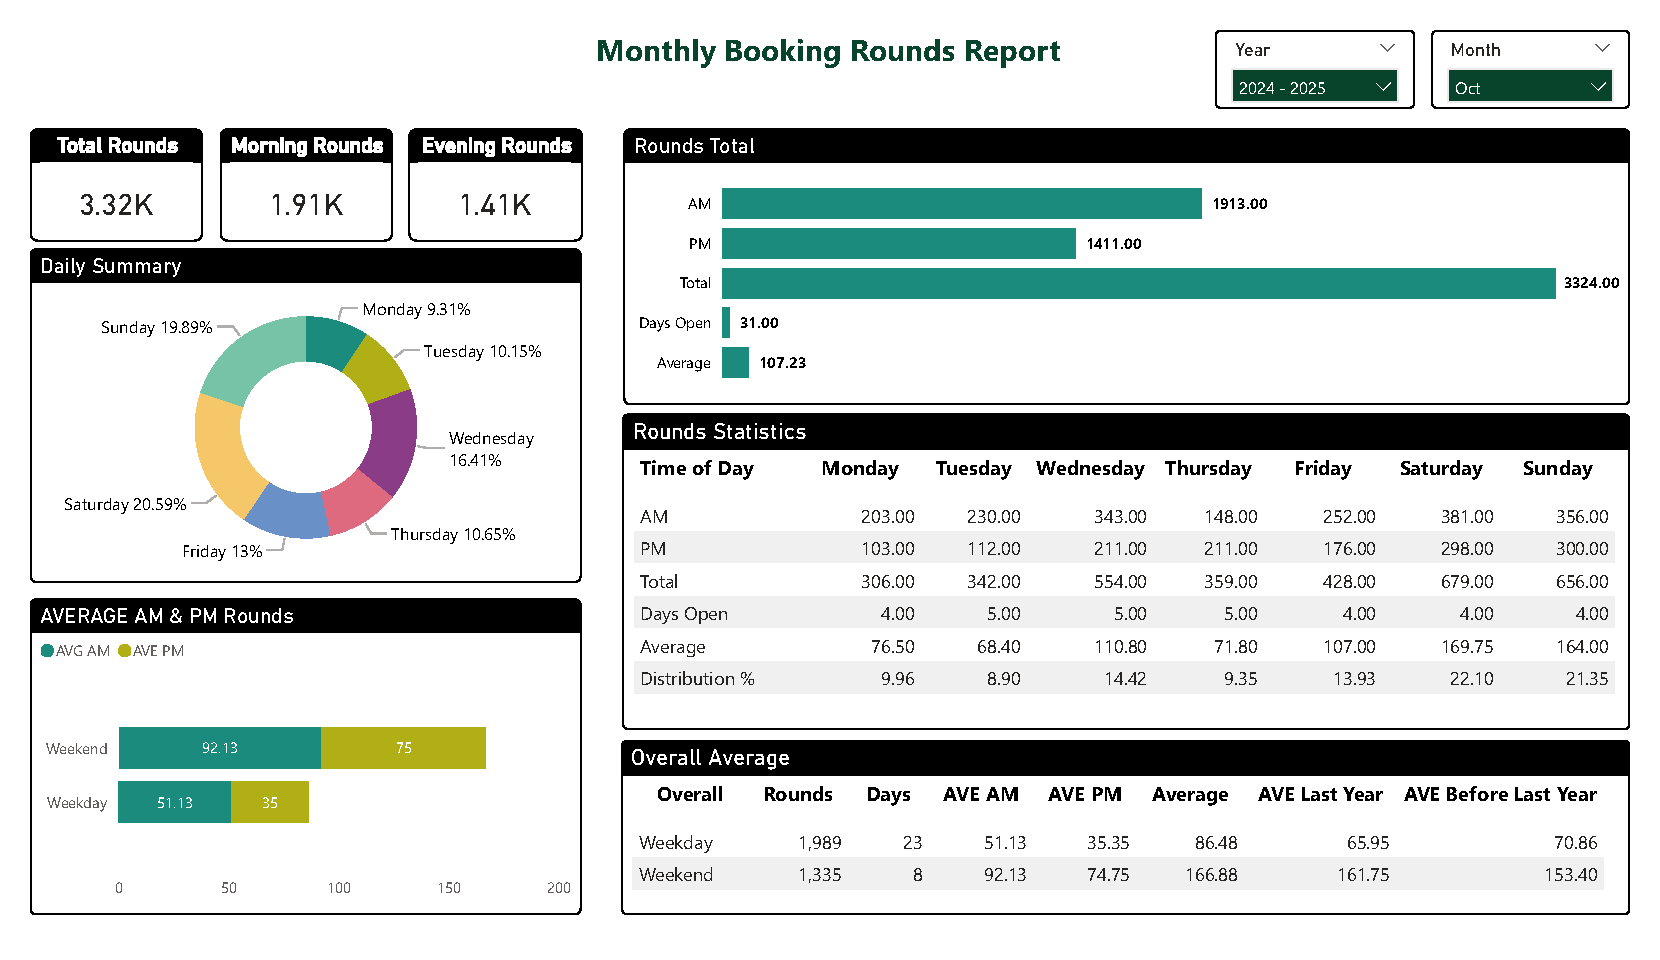 Monthly Booking Rounds Report
Year
2024 - 2025
Month
Oct
Total Rounds
3.32K
Morning Rounds
1.91K
Evening Rounds
1.41K
Daily Summary
Monday 9.31%
Tuesday 10.15%
Wednesday
16.41%
Thursday 10.65%
Friday 13%
Saturday 20.59%
Sunday 19.89%
AVERAGE AM & PM Rounds
AVG AM AVE PM
Weekend 92.13 75
Weekday 51.13 35
0 50 100 150 200
Rounds Total
AM 1913.00
PM 1411.00
Total 3324.00
Days Open 31.00
Average 107.23
Rounds Statistics
Time of Day Monday Tuesday Wednesday Thursday Friday Saturday Sunday
AM 203.00 230.00 343.00 148.00 252.00 381.00 356.00
PM 103.00 112.00 211.00 211.00 176.00 298.00 300.00
Total 306.00 342.00 554.00 359.00 428.00 679.00 656.00
Days Open 4.00 5.00 5.00 5.00 4.00 4.00 4.00
Average 76.50 68.40 110.80 71.80 107.00 169.75 164.00
Distribution % 9.96 8.90 14.42 9.35 13.93 22.10 21.35
Overall Average
Overall Rounds Days AVE AM AVE PM Average AVE Last Year AVE Before Last Year
Weekday 1,989 23 51.13 35.35 86.48 65.95 70.86
Weekend 1,335 8 92.13 74.75 166.88 161.75 153.40